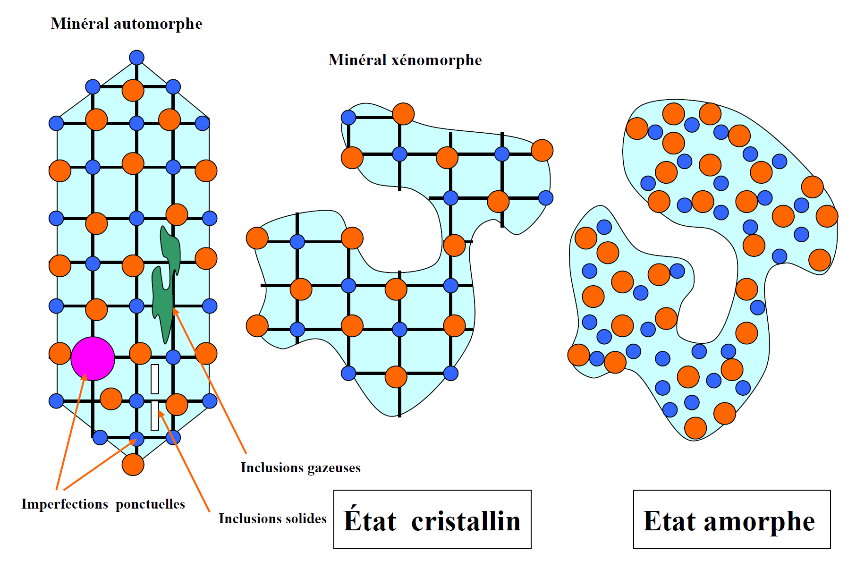 Minéral automorphe
Minéral xénomorphe
Inclusions gazeuses
Imperfections ponctuelles
Inclusions solides
État cristallin
Etat amorphe